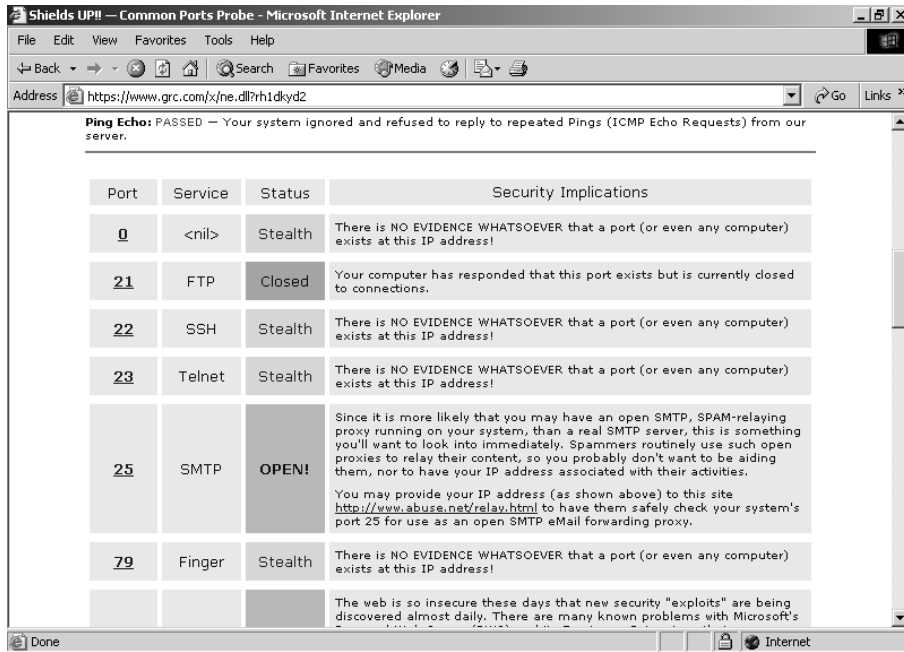 Shields UP!! — Common Ports Probe - Microsoft Internet Explorer
File Edit View Favorites Tools Help
Back Search Favorites Media
Address https://www.grc.com/x/ne.dll?rh1dkyd2 Go Links
Ping Echo: PASSED — Your system ignored and refused to reply to repeated Pings (ICMP Echo Requests) from our
server.
Port Service Status Security Implications
0 <nil> Stealth There is NO EVIDENCE WHATSOEVER that a port (or even any computer)
exists at this IP address!
21 FTP Closed Your computer has responded that this port exists but is currently closed
to connections.
22 SSH Stealth There is NO EVIDENCE WHATSOEVER that a port (or even any computer)
exists at this IP address!
23 Telnet Stealth There is NO EVIDENCE WHATSOEVER that a port (or even any computer)
exists at this IP address!
25 SMTP OPEN! Since it is more likely that you may have an open SMTP, SPAM-relaying
proxy running on your system, than a real SMTP server, this is something
you'll want to look into immediately. Spammers routinely use such open
proxies to relay their content, so you probably don't want to be aiding
them, nor to have your IP address associated with their activities.
You may provide your IP address (as shown above) to this site
http://www.abuse.net/relay.html to have them safely check your system's
port 25 for use as an open SMTP eMail forwarding proxy.
79 Finger Stealth There is NO EVIDENCE WHATSOEVER that a port (or even any computer)
exists at this IP address!
The web is so insecure these days that new security "exploits" are being
discovered almost daily. There are many known problems with Microsoft's
Done Internet